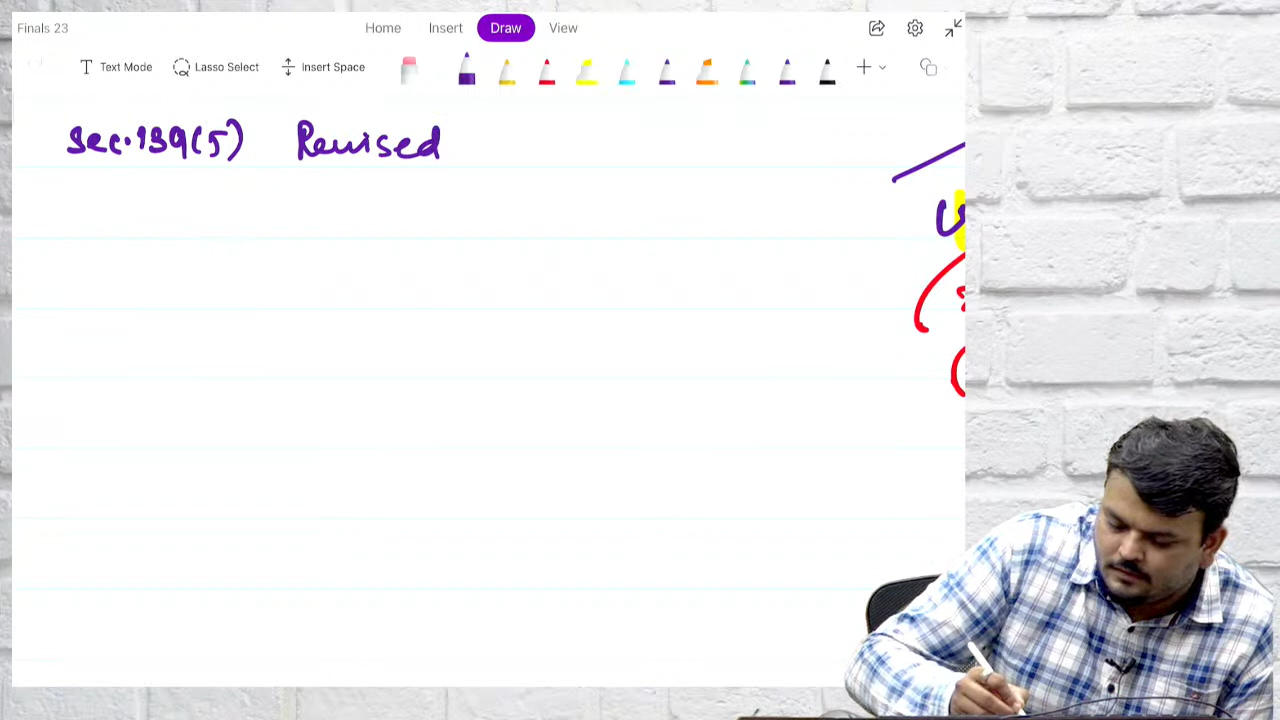 Finals 23
Home Insert Draw View
Text Mode Lasso Select Insert Space
Sec.139(5) Revised